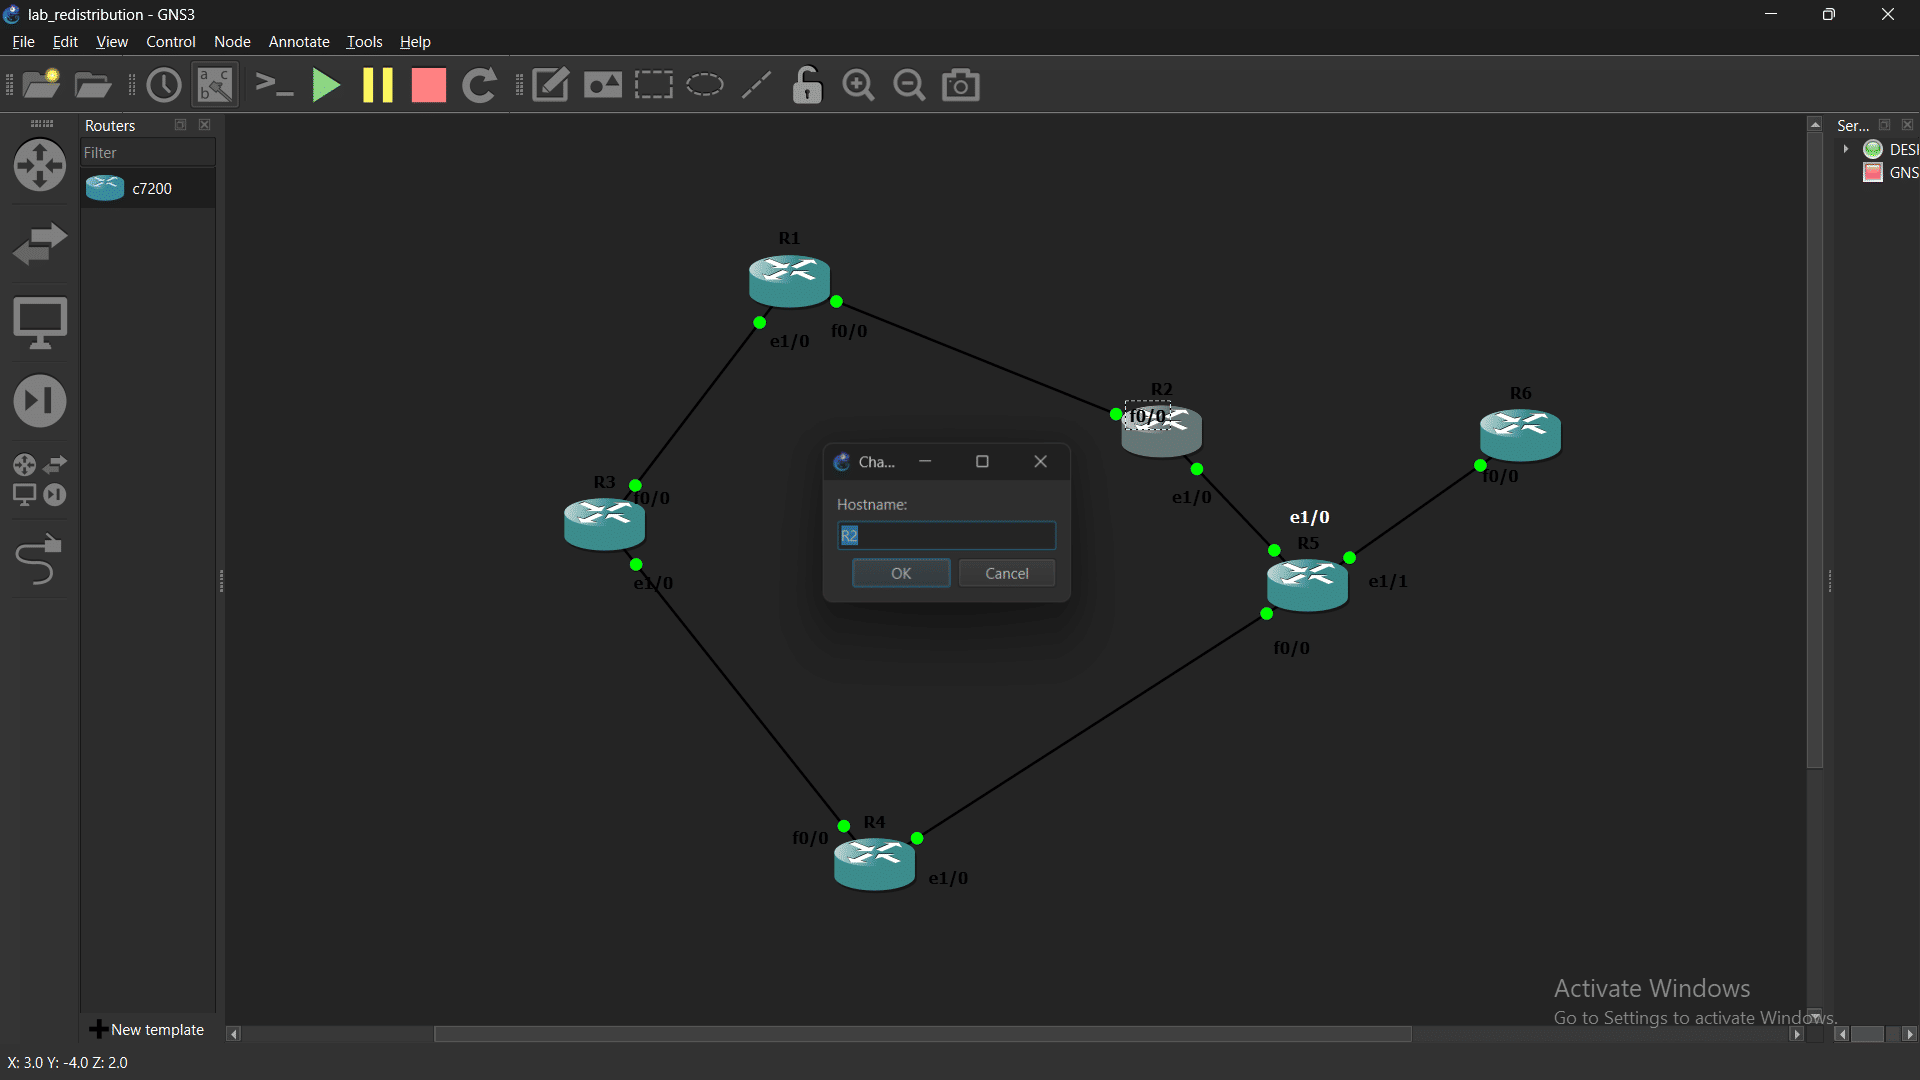 lab_redistribution - GNS3
File Edit View Control Node Annotate Tools Help
a c
b
Routers
Filter
c7200
New template
Ser...
DESI
GNS
R1
e1/0
f0/0
R2
f0/0
e1/0
R6
f0/0
R3
f0/0
e1/0
e1/0
R5
e1/1
f0/0
R4
f0/0
e1/0
Cha...
Hostname:
R2
OK Cancel
Activate Windows
Go to Settings to activate Windows.
X: 3.0 Y: -4.0 Z: 2.0